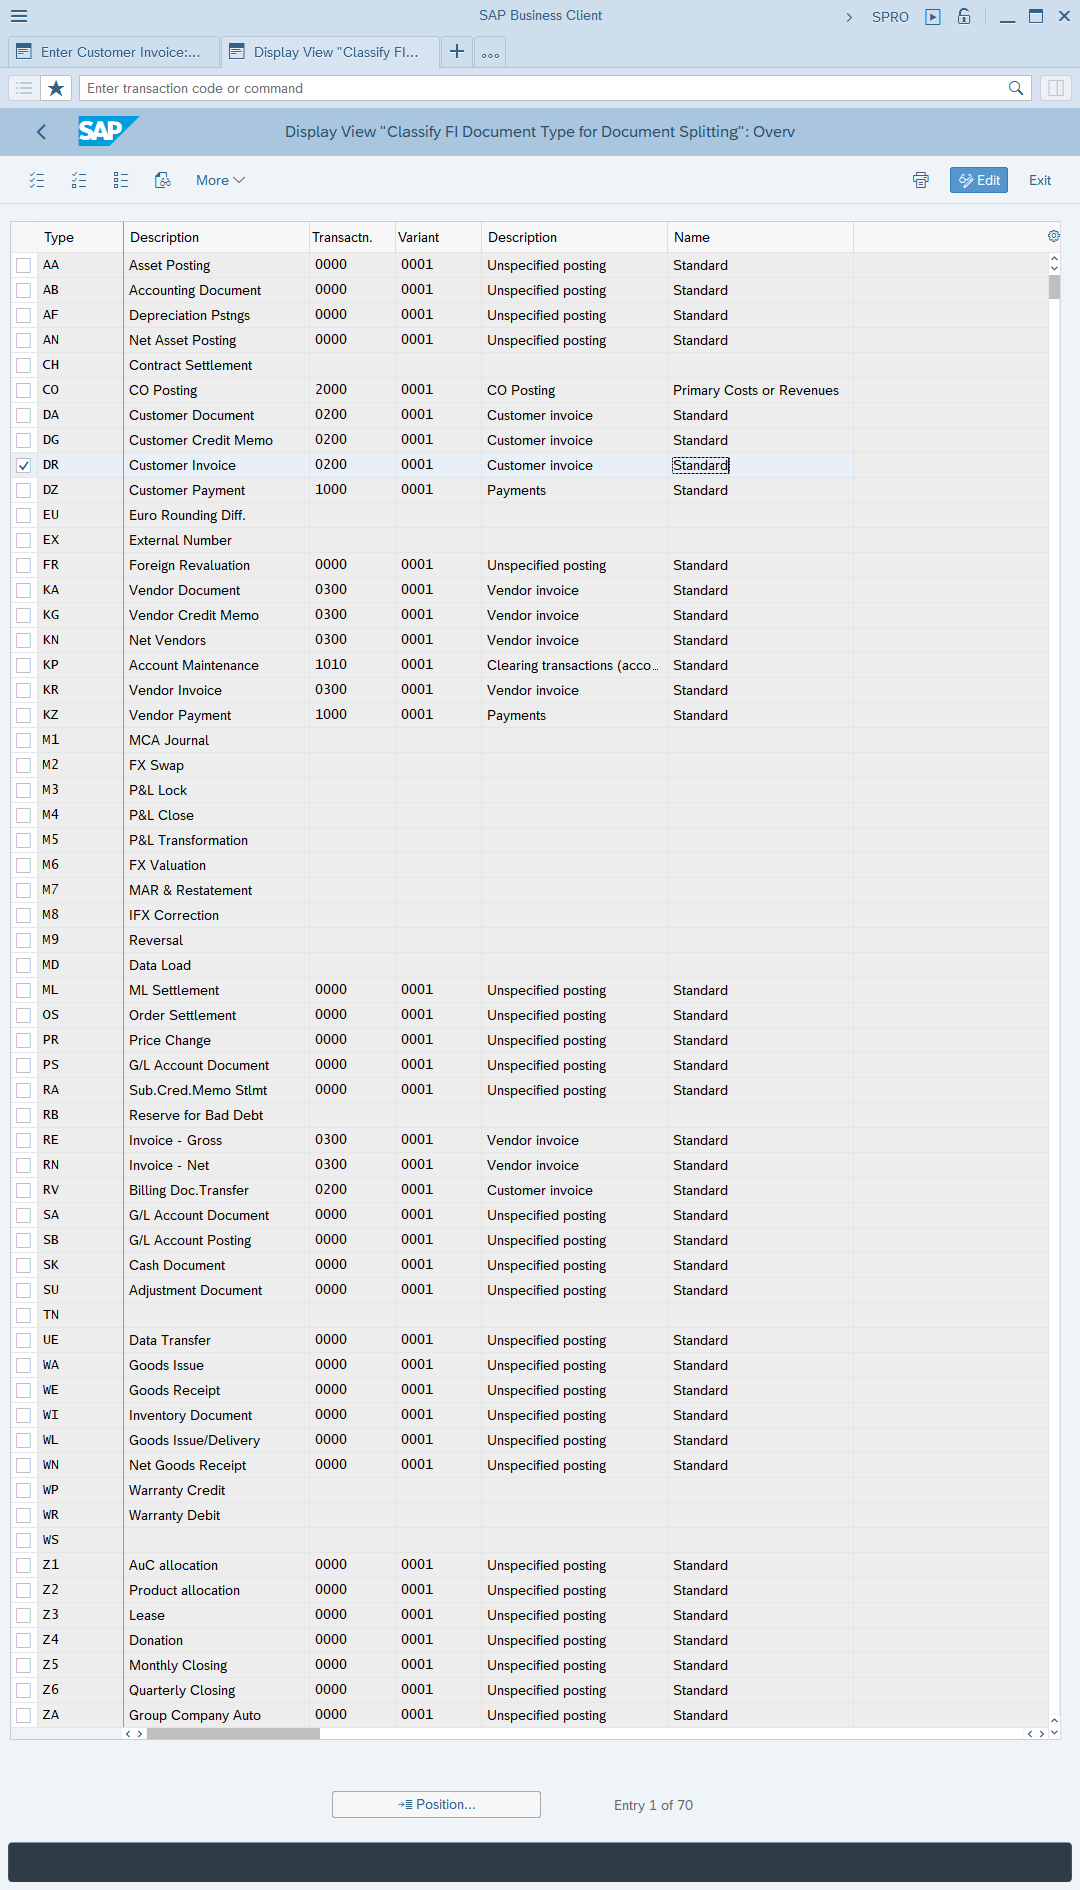 SAP Business Client
SPRO
Enter Customer Invoice:...
Display View "Classify FI...
Enter transaction code or command
SAP
Display View "Classify FI Document Type for Document Splitting": Overv
More
Edit
Exit
Type Description Transactn. Variant Description Name
AA Asset Posting 0000 0001 Unspecified posting Standard
AB Accounting Document 0000 0001 Unspecified posting Standard
AF Depreciation Pstngs 0000 0001 Unspecified posting Standard
AN Net Asset Posting 0000 0001 Unspecified posting Standard
CH Contract Settlement
CO CO Posting 2000 0001 CO Posting Primary Costs or Revenues
DA Customer Document 0200 0001 Customer invoice Standard
DG Customer Credit Memo 0200 0001 Customer invoice Standard
DR Customer Invoice 0200 0001 Customer invoice Standard
DZ Customer Payment 1000 0001 Payments Standard
EU Euro Rounding Diff.
EX External Number
FR Foreign Revaluation 0000 0001 Unspecified posting Standard
KA Vendor Document 0300 0001 Vendor invoice Standard
KG Vendor Credit Memo 0300 0001 Vendor invoice Standard
KN Net Vendors 0300 0001 Vendor invoice Standard
KP Account Maintenance 1010 0001 Clearing transactions (acco... Standard
KR Vendor Invoice 0300 0001 Vendor invoice Standard
KZ Vendor Payment 1000 0001 Payments Standard
M1 MCA Journal
M2 FX Swap
M3 P&L Lock
M4 P&L Close
M5 P&L Transformation
M6 FX Valuation
M7 MAR & Restatement
M8 IFX Correction
M9 Reversal
MD Data Load
ML ML Settlement 0000 0001 Unspecified posting Standard
OS Order Settlement 0000 0001 Unspecified posting Standard
PR Price Change 0000 0001 Unspecified posting Standard
PS G/L Account Document 0000 0001 Unspecified posting Standard
RA Sub.Cred.Memo Stlmt 0000 0001 Unspecified posting Standard
RB Reserve for Bad Debt
RE Invoice - Gross 0300 0001 Vendor invoice Standard
RN Invoice - Net 0300 0001 Vendor invoice Standard
RV Billing Doc.Transfer 0200 0001 Customer invoice Standard
SA G/L Account Document 0000 0001 Unspecified posting Standard
SB G/L Account Posting 0000 0001 Unspecified posting Standard
SK Cash Document 0000 0001 Unspecified posting Standard
SU Adjustment Document 0000 0001 Unspecified posting Standard
TN
UE Data Transfer 0000 0001 Unspecified posting Standard
WA Goods Issue 0000 0001 Unspecified posting Standard
WE Goods Receipt 0000 0001 Unspecified posting Standard
WI Inventory Document 0000 0001 Unspecified posting Standard
WL Goods Issue/Delivery 0000 0001 Unspecified posting Standard
WN Net Goods Receipt 0000 0001 Unspecified posting Standard
WP Warranty Credit
WR Warranty Debit
WS
Z1 AuC allocation 0000 0001 Unspecified posting Standard
Z2 Product allocation 0000 0001 Unspecified posting Standard
Z3 Lease 0000 0001 Unspecified posting Standard
Z4 Donation 0000 0001 Unspecified posting Standard
Z5 Monthly Closing 0000 0001 Unspecified posting Standard
Z6 Quarterly Closing 0000 0001 Unspecified posting Standard
ZA Group Company Auto 0000 0001 Unspecified posting Standard
Position...
Entry 1 of 70